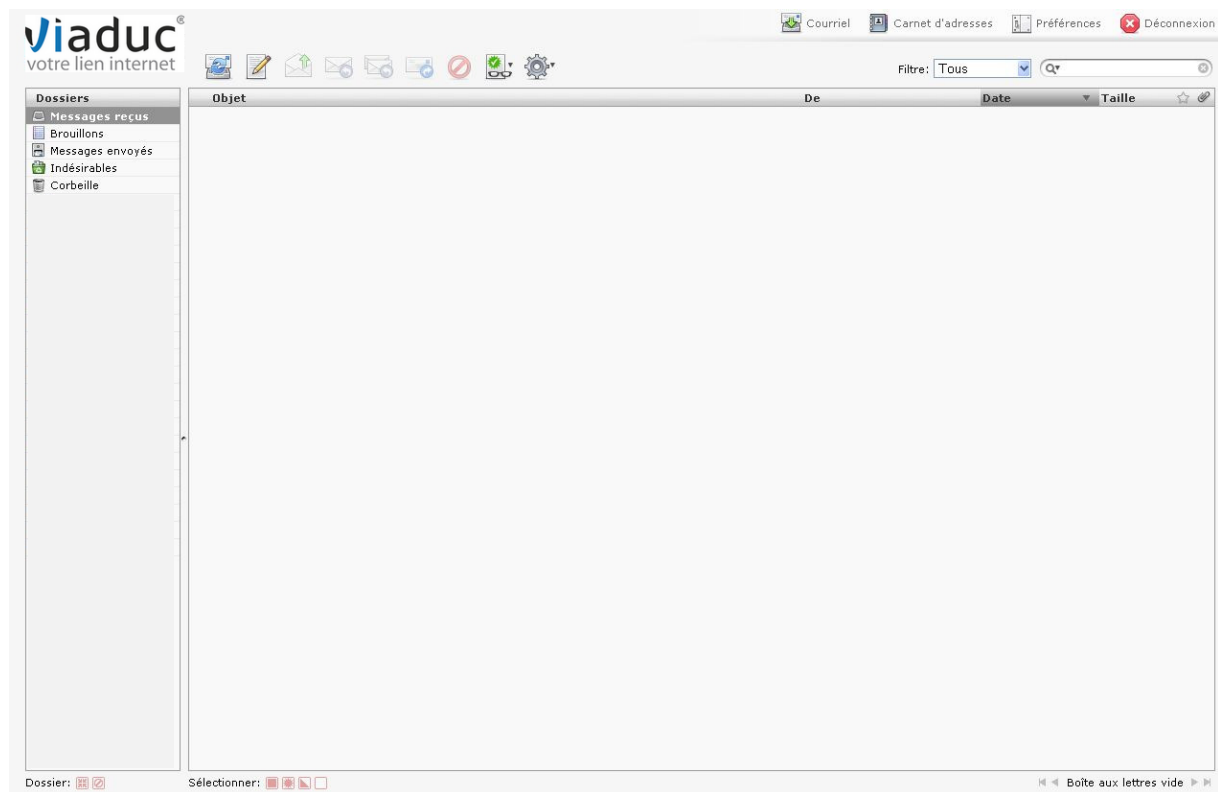 Viaduc®
votre lien internet
Courriel Carnet d'adresses Préférences Déconnexion
Filtre: Tous
Dossiers
Messages reçus
Brouillons
Messages envoyés
Indésirables
Corbeille
Objet De Date Taille
Dossier:
Sélectionner:
Boîte aux lettres vide